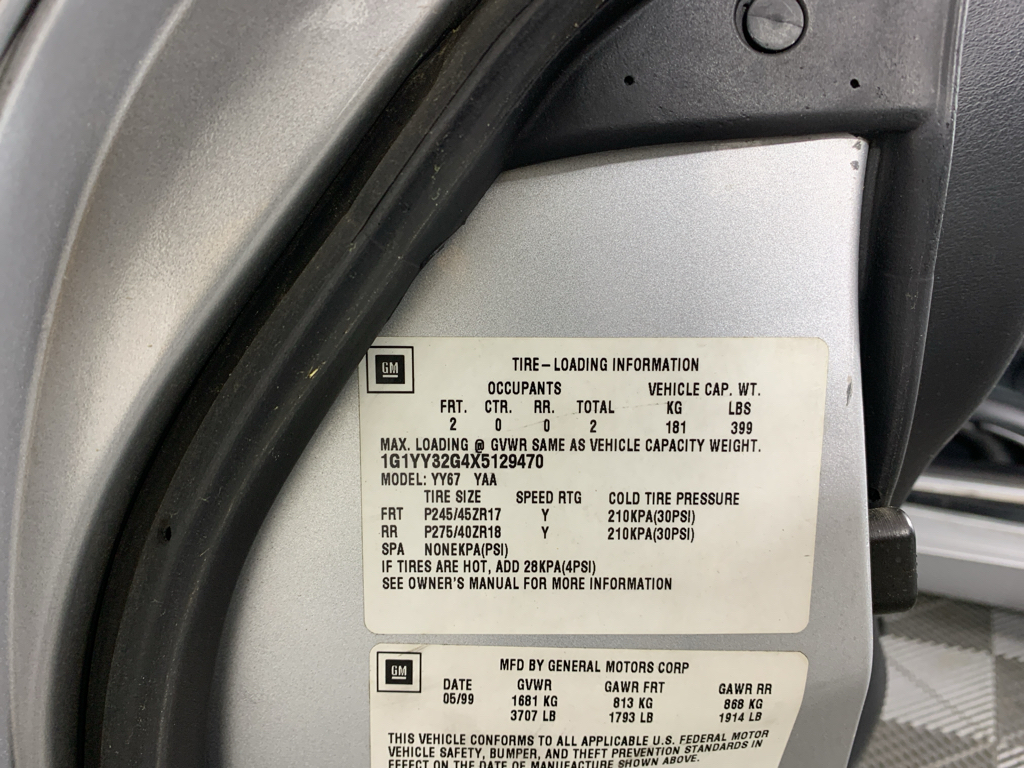 GM
TIRE-LOADING INFORMATION
OCCUPANTS VEHICLE CAP. WT.
FRT. CTR. RR. TOTAL KG LBS
2 0 0 2 181 399
MAX. LOADING @ GVWR SAME AS VEHICLE CAPACITY WEIGHT.
1G1YY32G4X5129470
MODEL: YY67 YAA
TIRE SIZE SPEED RTG COLD TIRE PRESSURE
FRT P245/45ZR17 Y 210KPA(30PSI)
RR P275/40ZR18 Y 210KPA(30PSI)
SPA NONEKPA(PSI)
IF TIRES ARE HOT, ADD 28KPA(4PSI)
SEE OWNER'S MANUAL FOR MORE INFORMATION
GM
MFD BY GENERAL MOTORS CORP
DATE GVWR GAWR FRT GAWR RR
05/99 1681 KG 813 KG 868 KG
3707 LB 1793 LB 1914 LB
THIS VEHICLE CONFORMS TO ALL APPLICABLE U.S. FEDERAL MOTOR
VEHICLE SAFETY, BUMPER, AND THEFT PREVENTION STANDARDS IN
EFFECT ON THE DATE OF MANUFACTURE SHOWN ABOVE.